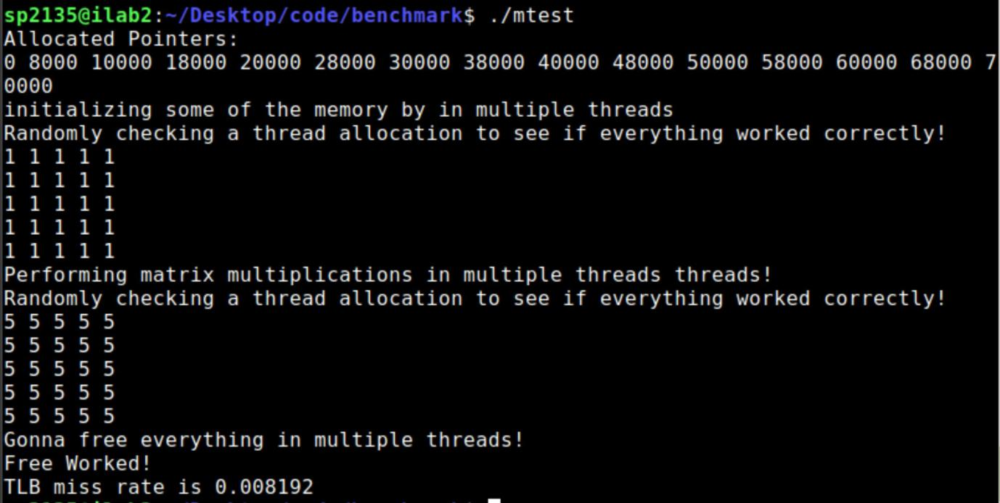 sp2135@ilab2:~/Desktop/code/benchmark$ ./mtest
Allocated Pointers:
0 8000 10000 18000 20000 28000 30000 38000 40000 48000 50000 58000 60000 68000 7
0000
initializing some of the memory by in multiple threads
Randomly checking a thread allocation to see if everything worked correctly!
1 1 1 1 1
1 1 1 1 1
1 1 1 1 1
1 1 1 1 1
1 1 1 1 1
Performing matrix multiplications in multiple threads threads!
Randomly checking a thread allocation to see if everything worked correctly!
5 5 5 5 5
5 5 5 5 5
5 5 5 5 5
5 5 5 5 5
5 5 5 5 5
Gonna free everything in multiple threads!
Free Worked!
TLB miss rate is 0.008192